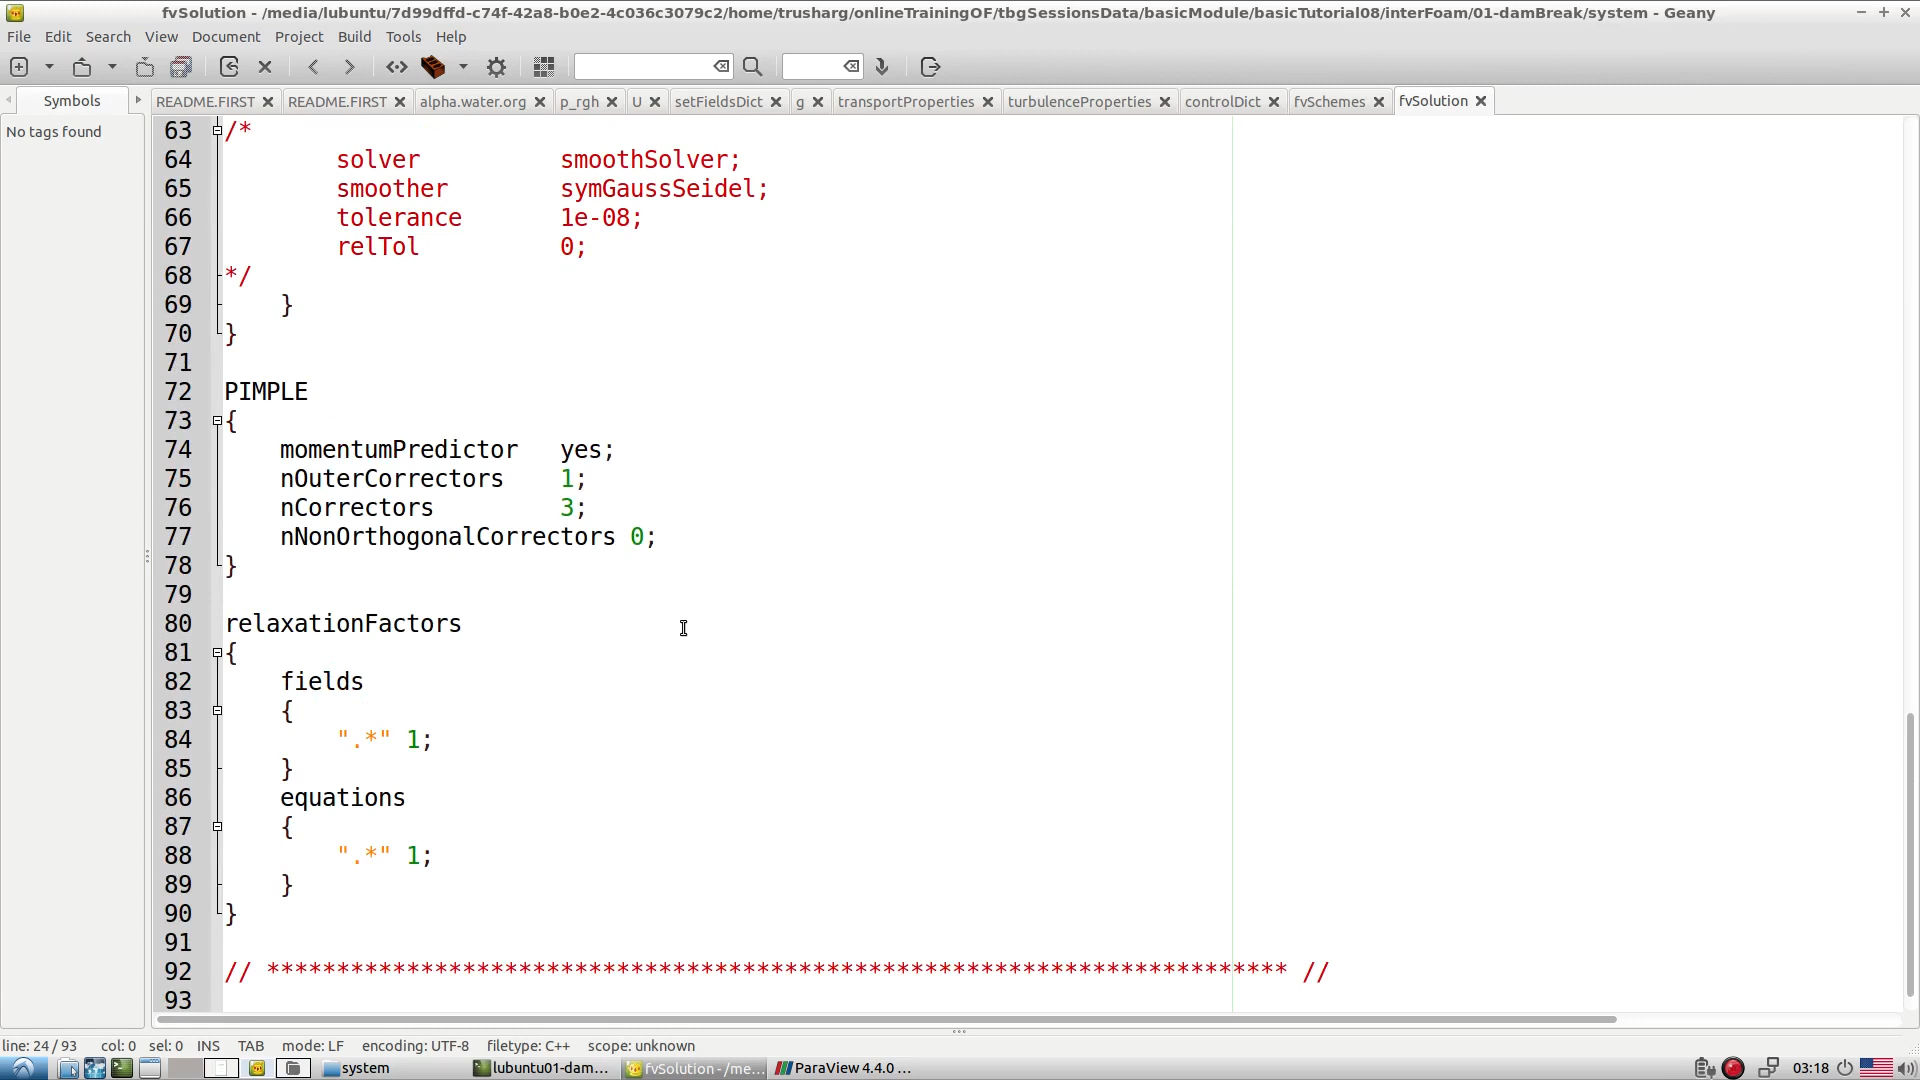 fvSolution - /media/lubuntu/7d99dffd-c74f-42a8-b0e2-4c036c3079c2/home/trusharg/onlineTrainingOF/tbgSessionsData/basicModule/basicTutorial08/interFoam/01-damBreak/system - Geany
File Edit Search View Document Project Build Tools Help
Symbols README.FIRST README.FIRST alpha.water.org p_rgh U setFieldsDict g transportProperties turbulenceProperties controlDict fvSchemes fvSolution
No tags found
63 /*
64 solver smoothSolver;
65 smoother symGaussSeidel;
66 tolerance 1e-08;
67 relTol 0;
68 */
69 }
70 }
71
72 PIMPLE
73 {
74 momentumPredictor yes;
75 nOuterCorrectors 1;
76 nCorrectors 3;
77 nNonOrthogonalCorrectors 0;
78 }
79
80 relaxationFactors
81 {
82 fields
83 {
84 ".*" 1;
85 }
86 equations
87 {
88 ".*" 1;
89 }
90 }
91
92 // ************************************************************************* //
93
line: 24 / 93 col: 0 sel: 0 INS TAB mode: LF encoding: UTF-8 filetype: C++ scope: unknown
system lubuntu01-dam... fvSolution - /me... ParaView 4.4.0 ... 03:18